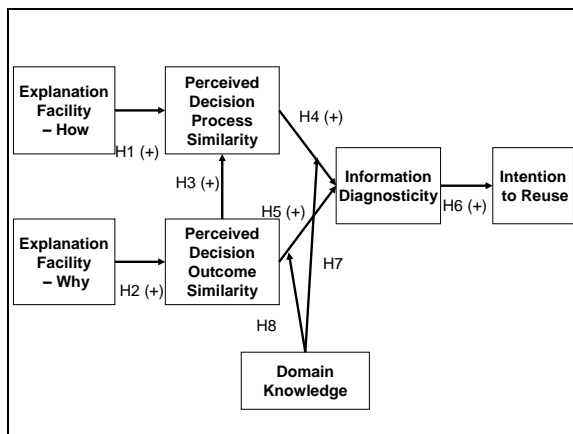 Explanation
Facility
– How
H1 (+)
Perceived
Decision
Process
Similarity
H4 (+)
H3 (+)
Information
Diagnosticity
H6 (+)
Intention
to Reuse
Explanation
Facility
– Why
H2 (+)
Perceived
Decision
Outcome
Similarity
H5 (+)
H7
H8
Domain
Knowledge